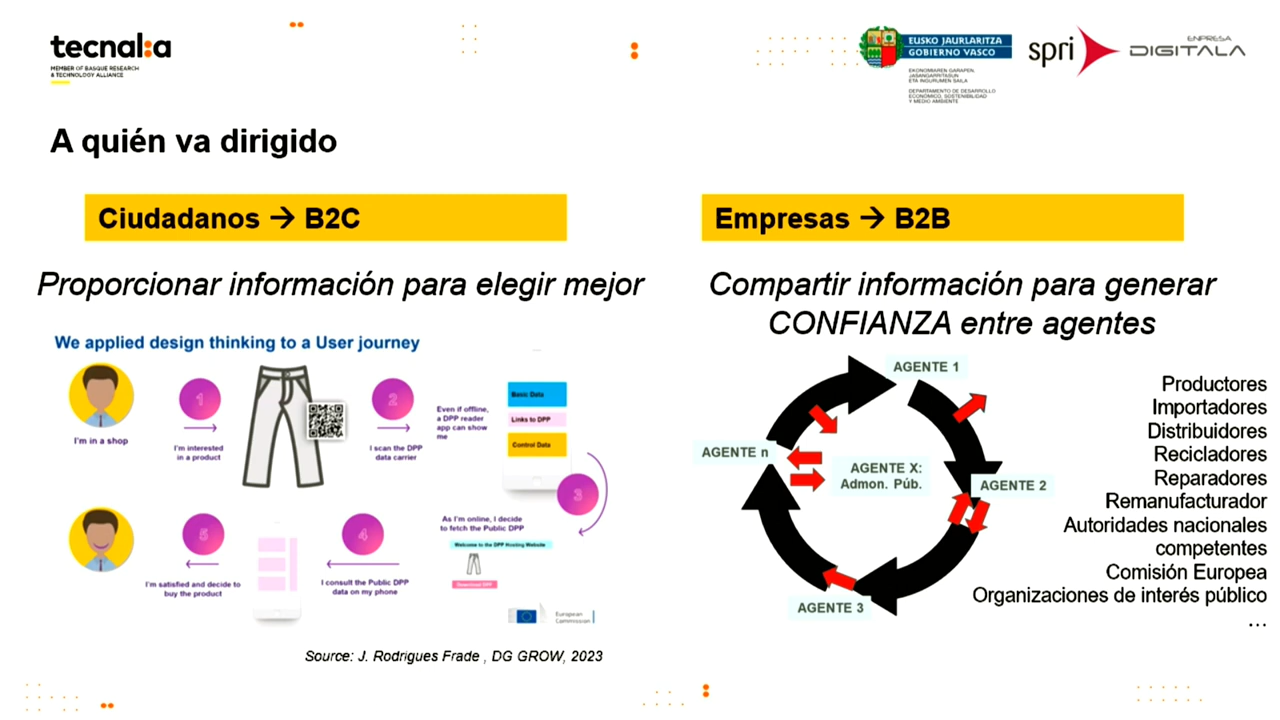 tecnal:a
MEMBER OF BASQUE RESEARCH
& TECHNOLOGY ALLIANCE
EUSKO JAURLARITZA
GOBIERNO VASCO
EKONOMIAREN GARAPEN,
JASANGARRITASUN
ETA INGURUMEN SAILA
DEPARTAMENTO DE DESARROLLO
ECONÓMICO, SOSTENIBILIDAD
Y MEDIO AMBIENTE
spri
ENPRESA
DIGITALA
A quién va dirigido
Ciudadanos → B2C
Proporcionar información para elegir mejor
We applied design thinking to a User journey
I'm in a shop
1
I'm interested
in a product
2
I scan the DPP
data carrier
Even if offline,
a DPP reader
app can show
me
Basic Data
Links to DPP
Control Data
3
As I'm online, I decide
to fetch the Public DPP
Welcome to the DPP Hosting Website
Download DPP
4
I consult the Public DPP
data on my phone
5
I'm satisfied and decide to
buy the product
European
Commission
Source: J. Rodrigues Frade , DG GROW, 2023
Empresas → B2B
Compartir información para generar
CONFIANZA entre agentes
AGENTE 1
AGENTE n
AGENTE X:
Admon. Púb.
AGENTE 2
AGENTE 3
Productores
Importadores
Distribuidores
Recicladores
Reparadores
Remanufacturador
Autoridades nacionales
competentes
Comisión Europea
Organizaciones de interés público
...